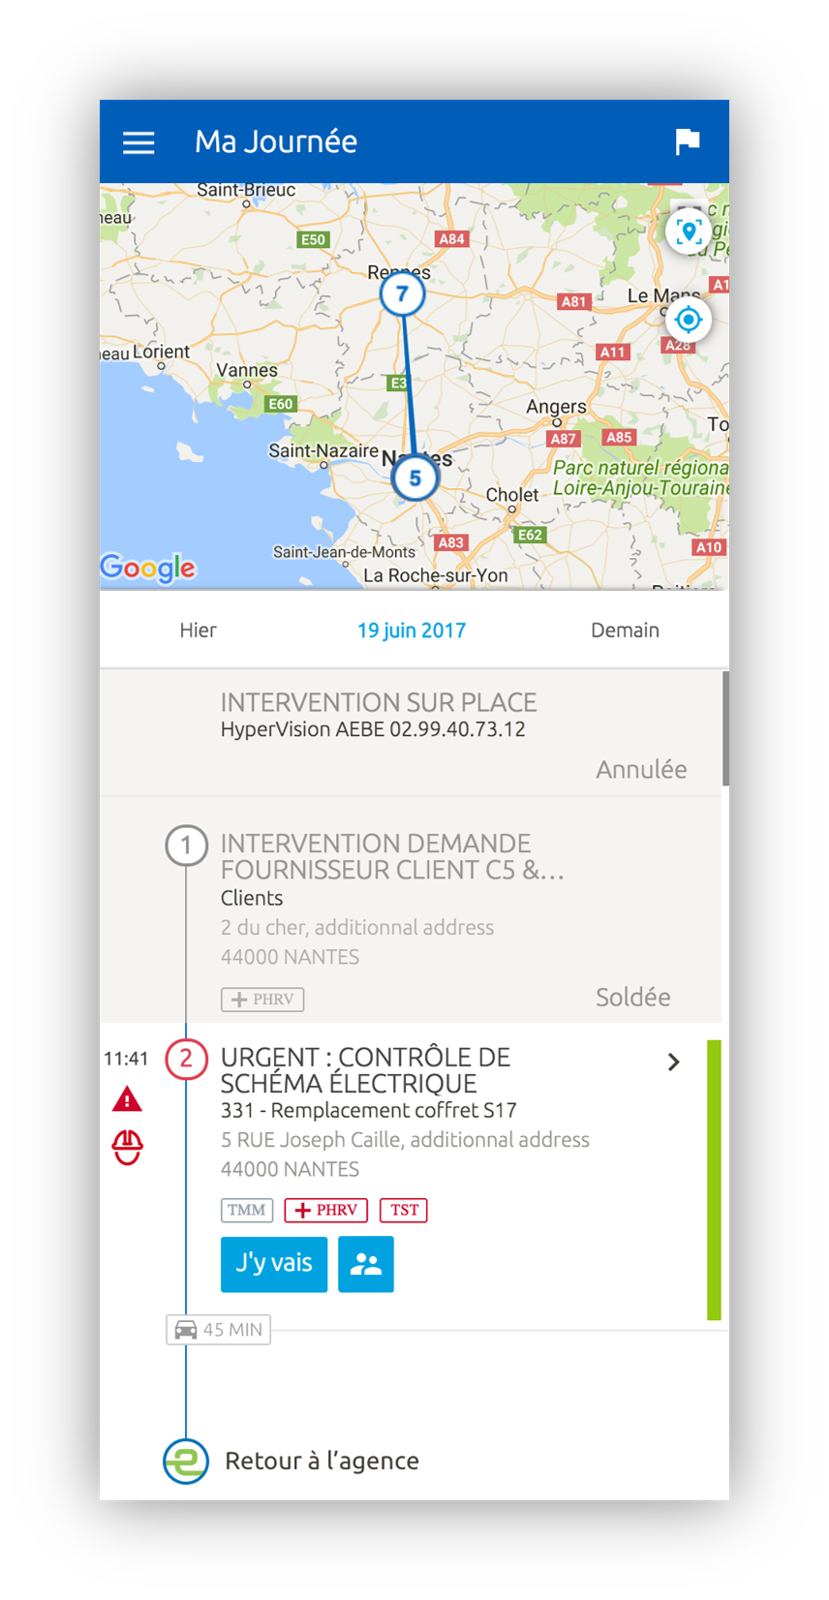 Ma Journée
Saint-Brieuc
neau
E50
A84
Rennes
7
A81
Le Mans
A1
A11
A28
eau Lorient
Vannes
E3
E60
Angers
To
A87
A85
Saint-Nazaire
Nantes
5
Parc naturel régiona
Loire-Anjou-Touraine
Cholet
E62
A83
A10
Saint-Jean-de-Monts
La Roche-sur-Yon
Google
Hier
19 juin 2017
Demain
INTERVENTION SUR PLACE
HyperVision AEBE 02.99.40.73.12
Annulée
1
INTERVENTION DEMANDE
FOURNISSEUR CLIENT C5 &…
Clients
2 du cher, additionnal address
44000 NANTES
+ PHRV
Soldée
11:41
2
URGENT : CONTRÔLE DE
SCHÉMA ÉLECTRIQUE
331 - Remplacement coffret S17
5 RUE Joseph Caille, additionnal address
44000 NANTES
TMM
+ PHRV
TST
J'y vais
45 MIN
Retour à l’agence